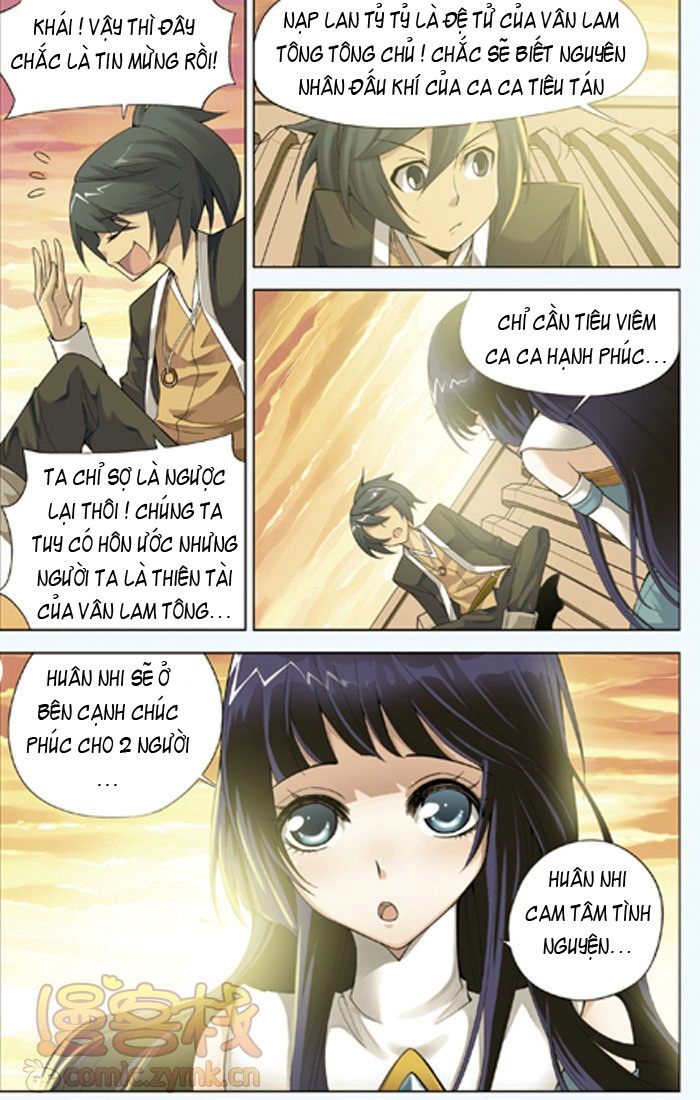 KHÁI ! VẬY THÌ ĐÂY
CHẮC LÀ TIN MỪNG RỒI!
NẠP LAN TỶ TỶ LÀ ĐỆ TỬ CỦA VÂN LAM
TÔNG TÔNG CHỦ ! CHẮC SẼ BIẾT NGUYÊN
NHÂN ĐẤU KHÍ CỦA CA CA TIÊU TÁN
TA CHỈ SỢ LÀ NGƯỢC
LẠI THÔI ! CHÚNG TA
TUY CÓ HÔN ƯỚC NHƯNG
NGƯỜI TA LÀ THIÊN TÀI
CỦA VÂN LAM TÔNG...
CHỈ CẦN TIÊU VIÊM
CA CA HẠNH PHÚC...
HUÂN NHI SẼ Ở
BÊN CẠNH CHÚC
PHÚC CHO 2 NGƯỜI
...
HUÂN NHI
CAM TÂM TÌNH
NGUYỆN...
漫客栈
comic.zymk.cn